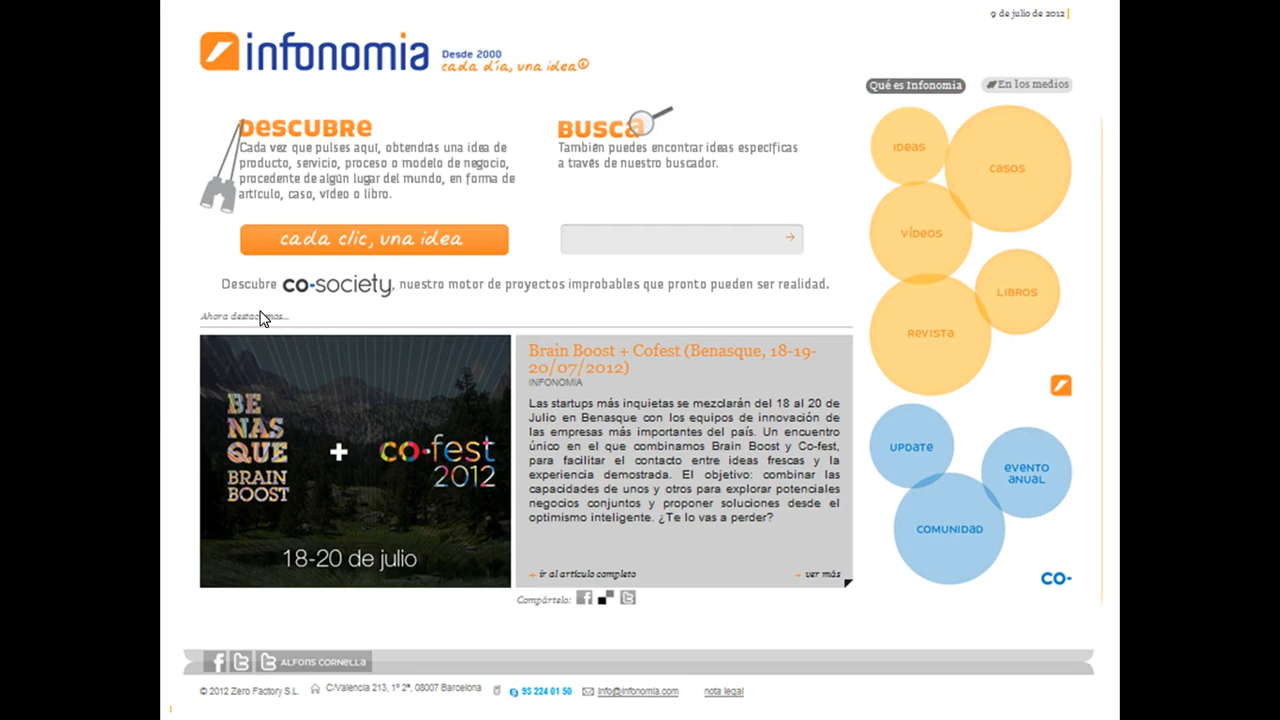 9 de julio de 2012
infonomia
Desde 2000
cada día, una idea
Qué es Infonomia
En los medios
DESCUBRE
Cada vez que pulses aquí, obtendrás una idea de
producto, servicio, proceso o modelo de negocio,
procedente de algún lugar del mundo, en forma de
artículo, caso, vídeo o libro.
BUSCA
También puedes encontrar ideas específicas
a través de nuestro buscador.
cada clic, una idea
Descubre co-society, nuestro motor de proyectos improbables que pronto pueden ser realidad.
Ahora destacamos...
BE
NAS
QUE
BRAIN
BOOST
+
co-fest
2012
18-20 de julio
Brain Boost + Cofest (Benasque, 18-19-
20/07/2012)
INFONOMIA
Las startups más inquietas se mezclarán del 18 al 20 de
Julio en Benasque con los equipos de innovación de
las empresas más importantes del país. Un encuentro
único en el que combinamos Brain Boost y Co-fest,
para facilitar el contacto entre ideas frescas y la
experiencia demostrada. El objetivo: combinar las
capacidades de unos y otros para explorar potenciales
negocios conjuntos y proponer soluciones desde el
optimismo inteligente. ¿Te lo vas a perder?
+ ir al artículo completo
+ ver más
Compártelo:
IDEAS
CASOS
VÍDEOS
LIBROS
REVISTA
UPDATE
EVENTO
ANUAL
COMUNIDAD
CO-
ALFONS CORNELLA
© 2012 Zero Factory S.L.
C/Valencia 213, 1º 2ª, 08007 Barcelona
93 224 01 50
info@infonomia.com
nota legal